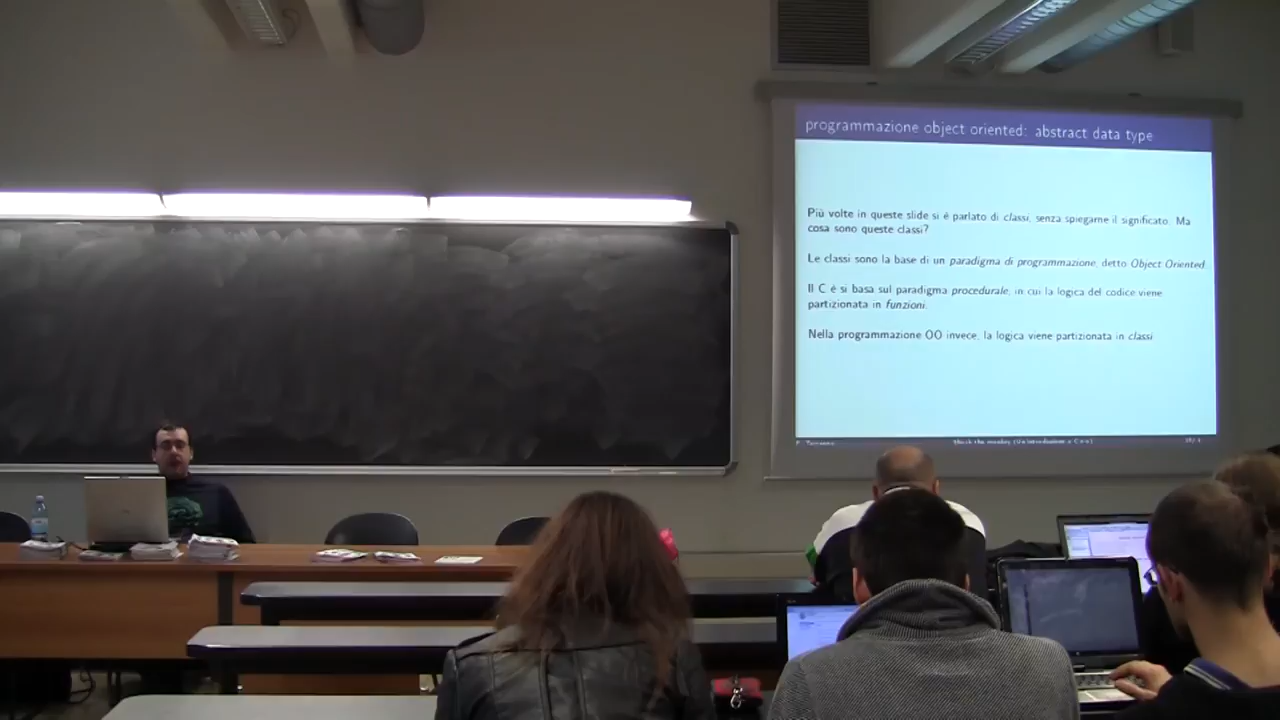 programmazione object oriented: abstract data type
Più volte in queste slide si è parlato di classi, senza spiegarne il significato. Ma
cosa sono queste classi?
Le classi sono la base di un paradigma di programmazione, detto Object Oriented.
Il C è si basa sul paradigma procedurale, in cui la logica del codice viene
partizionata in funzioni.
Nella programmazione OO invece, la logica viene partizionata in classi